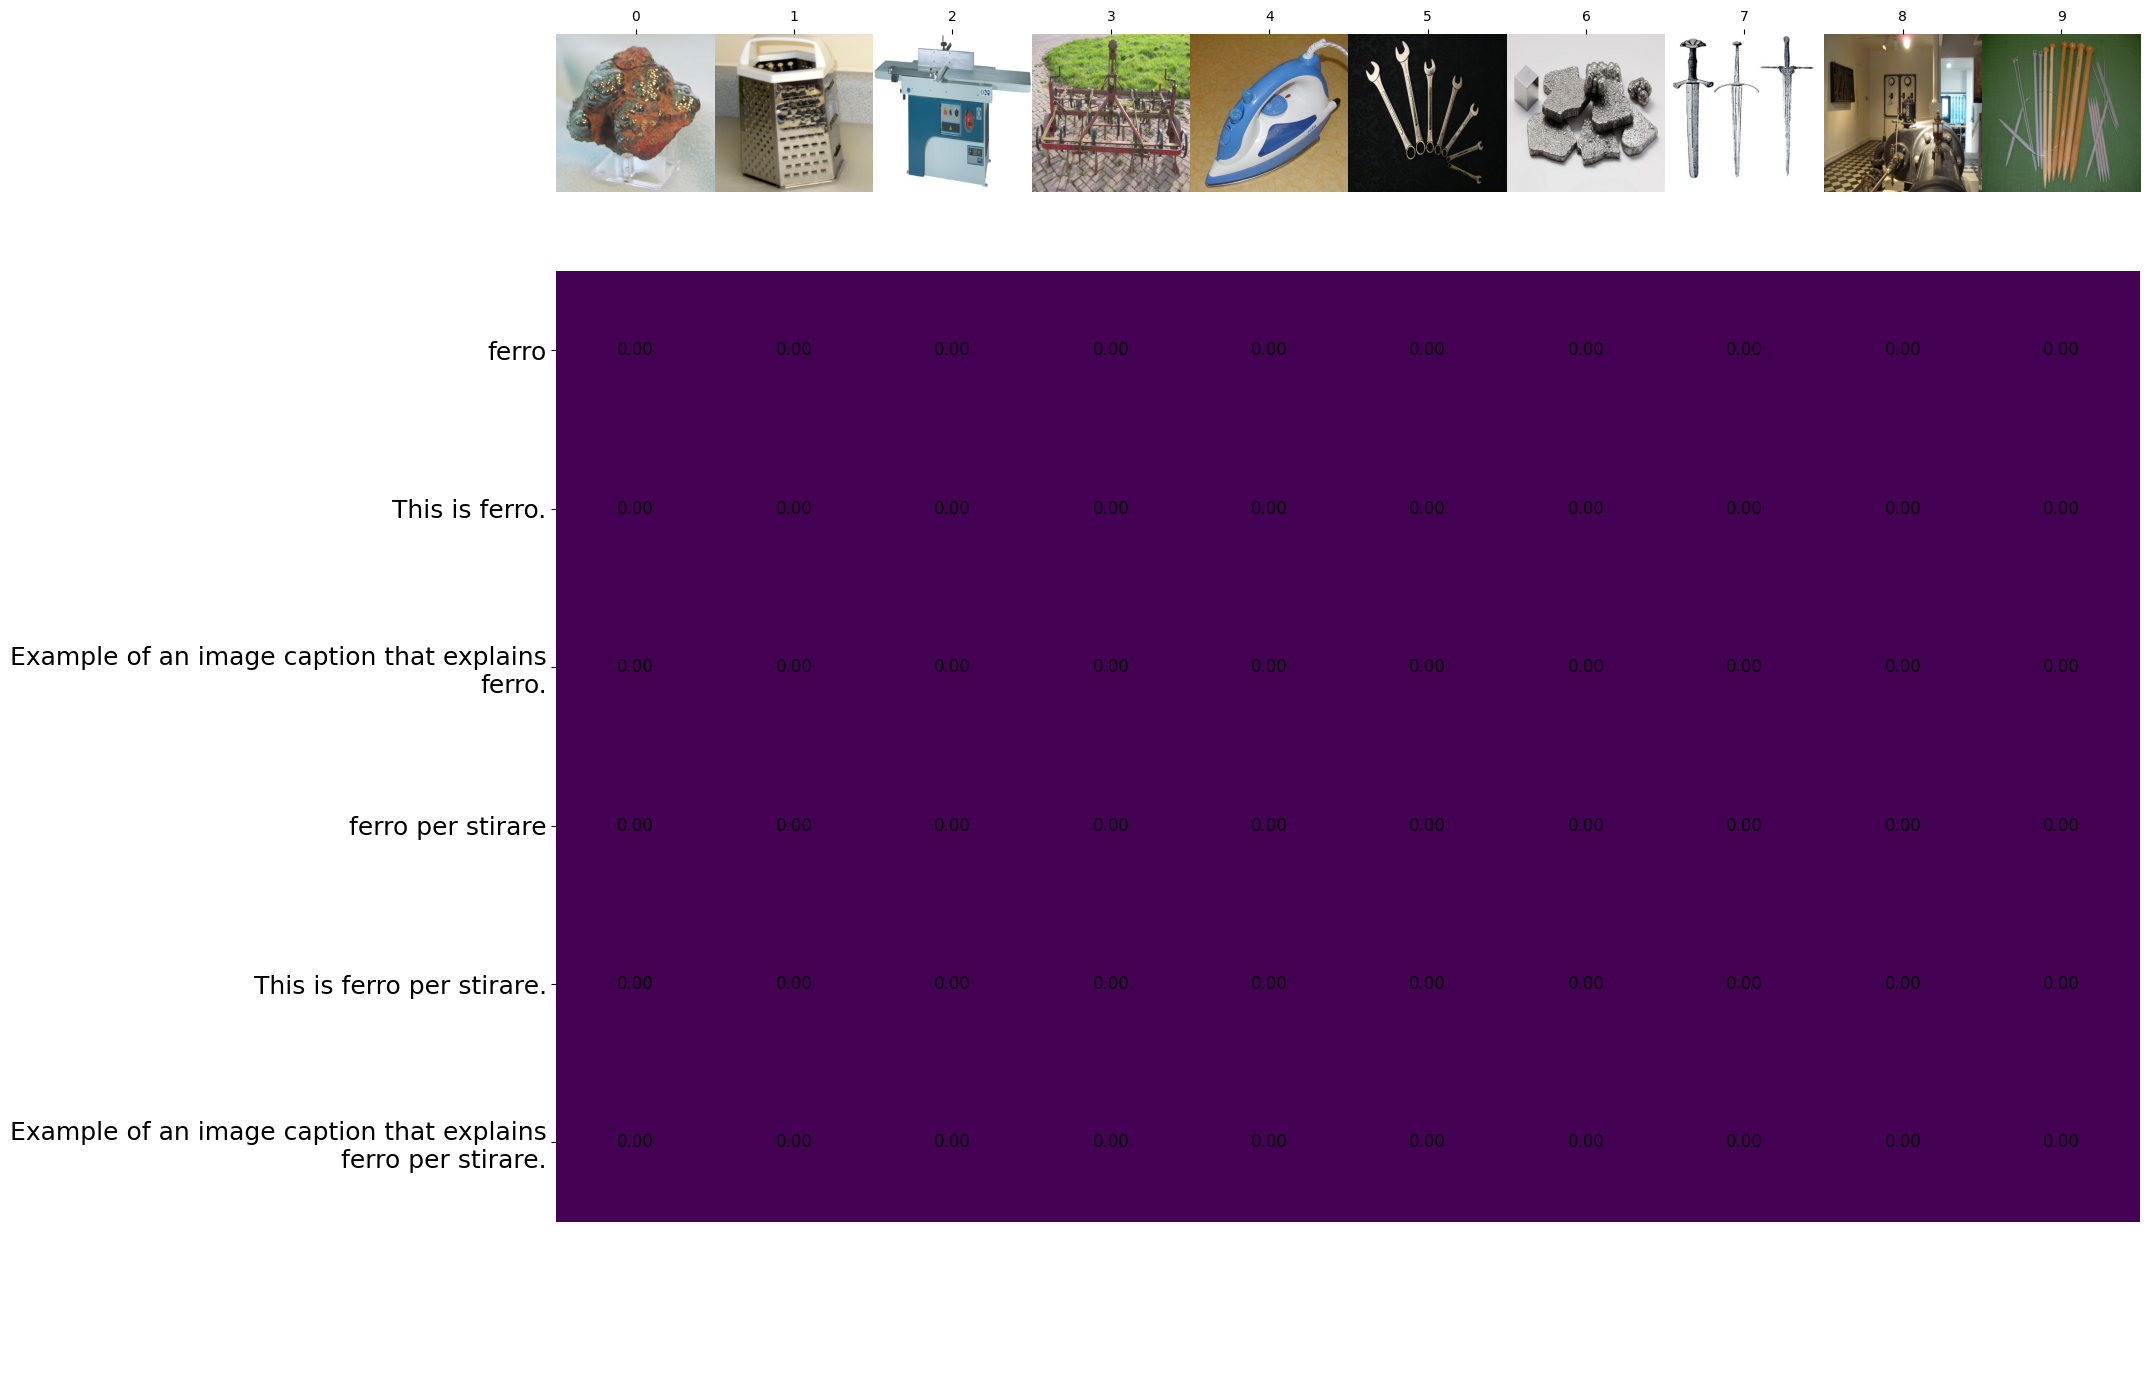 0 1 2 3 4 5 6 7 8 9
ferro
0.00 0.00 0.00 0.00 0.00 0.00 0.00 0.00 0.00 0.00
This is ferro.
0.00 0.00 0.00 0.00 0.00 0.00 0.00 0.00 0.00 0.00
Example of an image caption that explains
ferro.
0.00 0.00 0.00 0.00 0.00 0.00 0.00 0.00 0.00 0.00
ferro per stirare
0.00 0.00 0.00 0.00 0.00 0.00 0.00 0.00 0.00 0.00
This is ferro per stirare.
0.00 0.00 0.00 0.00 0.00 0.00 0.00 0.00 0.00 0.00
Example of an image caption that explains
ferro per stirare.
0.00 0.00 0.00 0.00 0.00 0.00 0.00 0.00 0.00 0.00